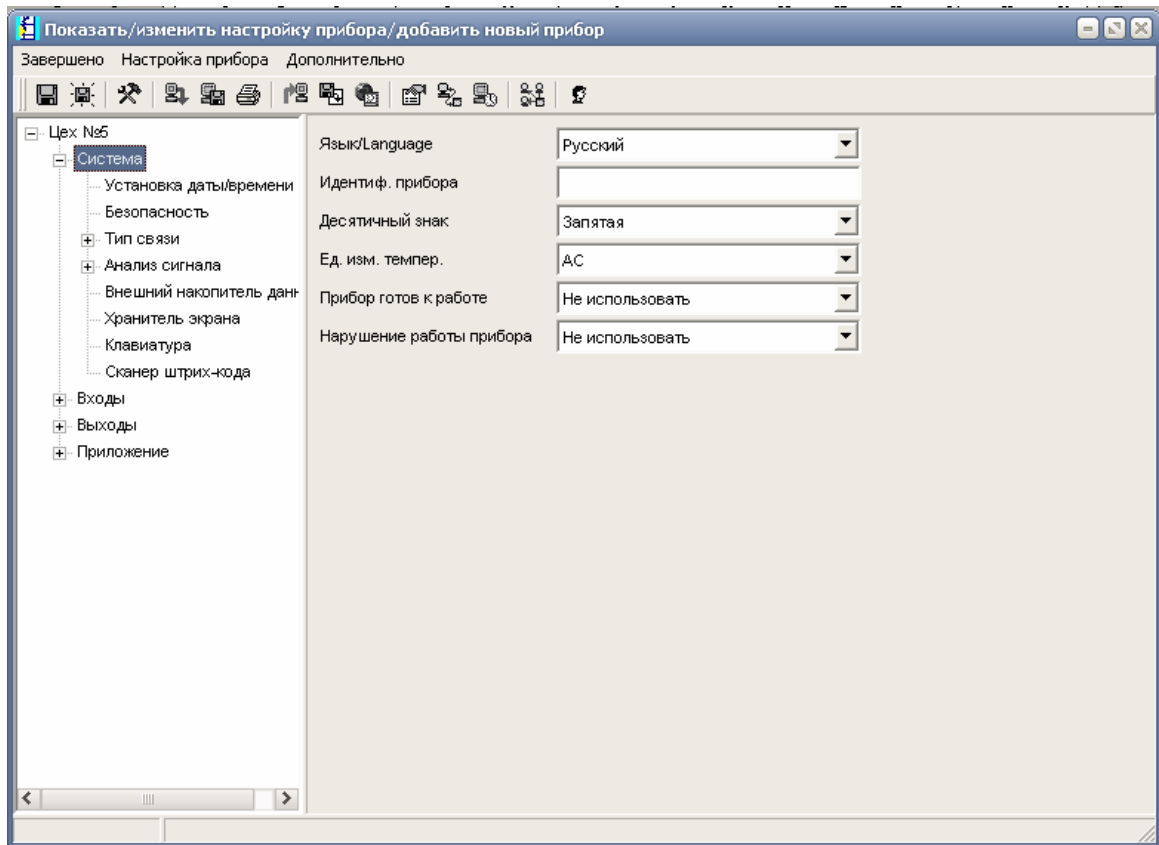 Показать/изменить настройку прибора/добавить новый прибор
Завершено Настройка прибора Дополнительно
Цех №5
Система
Установка даты/времени
Безопасность
Тип связи
Анализ сигнала
Внешний накопитель данн
Хранитель экрана
Клавиатура
Сканер штрих-кода
Входы
Выходы
Приложение
Язык/Language Русский
Идентиф. прибора
Десятичный знак Запятая
Ед. изм. темпер. АС
Прибор готов к работе Не использовать
Нарушение работы прибора Не использовать